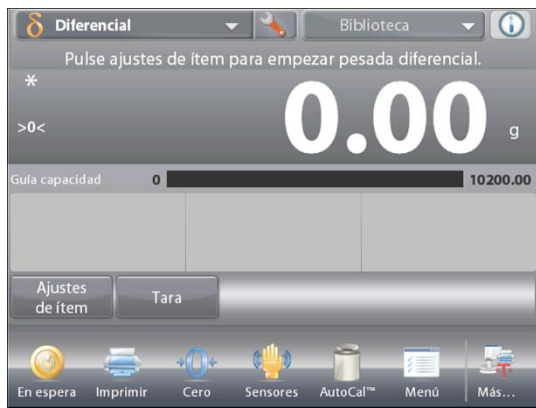 δ Diferencial Biblioteca
Pulse ajustes de ítem para empezar pesada diferencial.
*
>0< 0.00 g
Guía capacidad 0 10200.00
Ajustes de ítem Tara
En espera Imprimir Cero Sensores AutoCal™ Menú Más...